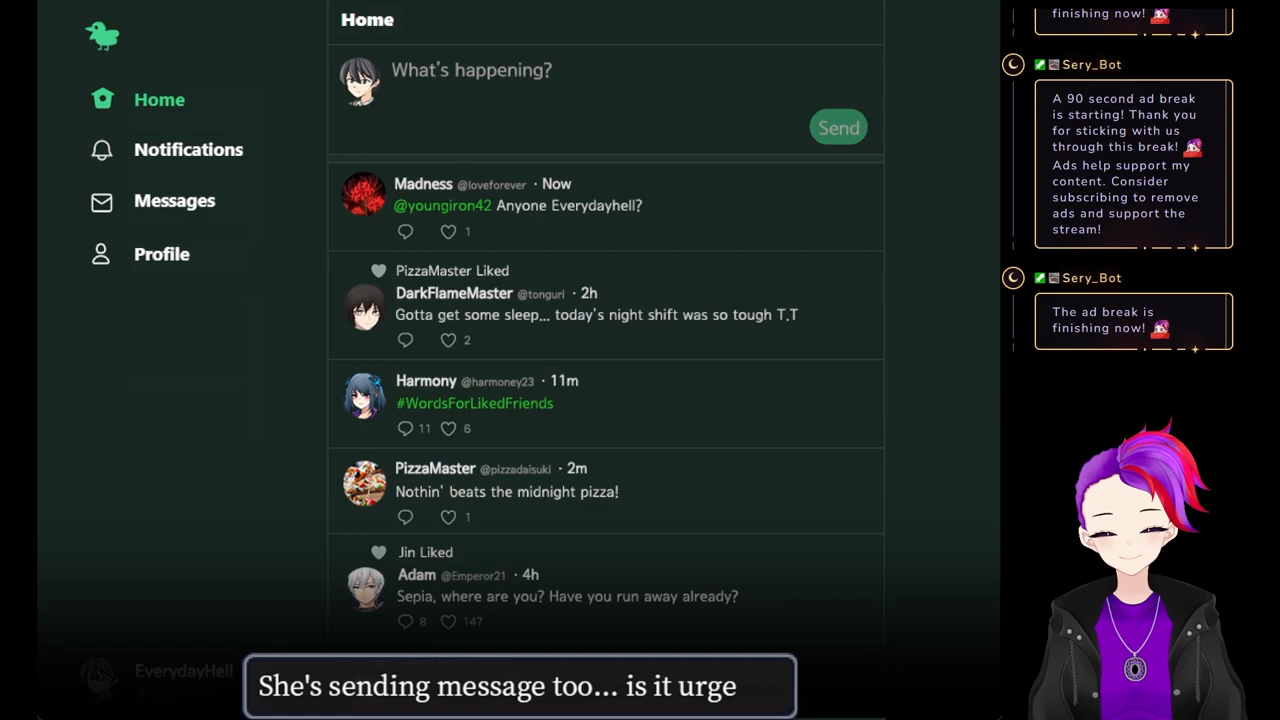 Home
What's happening?
Send
Home
Notifications
Messages
Profile
Madness @loveforever · Now
@youngiron42 Anyone Everydayhell?
1
PizzaMaster Liked
DarkFlameMaster @tonguri · 2h
Gotta get some sleep... today's night shift was so tough T.T
2
Harmony @harmoney23 · 11m
#WordsForLikedFriends
11 6
PizzaMaster @pizzadaisuki · 2m
Nothin' beats the midnight pizza!
1
Jin Liked
Adam @Emperor21 · 4h
Sepia, where are you? Have you run away already?
8 147
EverydayHell
She's sending message too... is it urge
finishing now!
Sery_Bot
A 90 second ad break
is starting! Thank you
for sticking with us
through this break!
Ads help support my
content. Consider
subscribing to remove
ads and support the
stream!
Sery_Bot
The ad break is
finishing now!